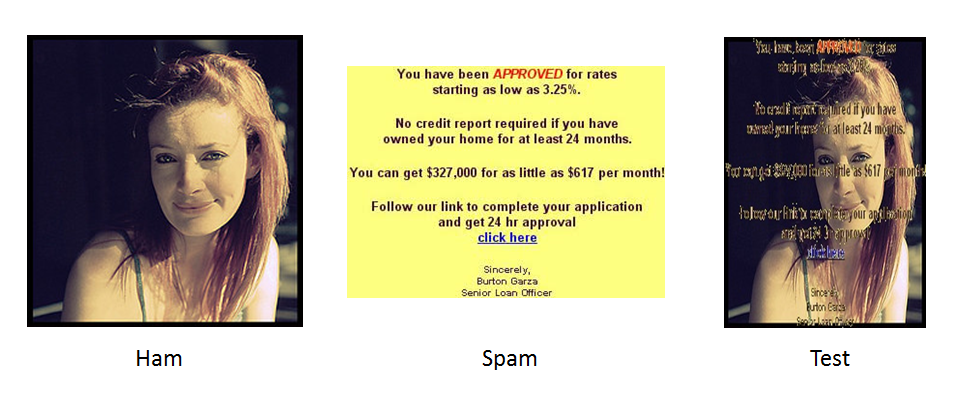 You have been APPROVED for rates
starting as low as 3.25%.
No credit report required if you have
owned your home for at least 24 months.
You can get $327,000 for as little as $617 per month!
Follow our link to complete your application
and get 24 hr approval
click here
Sincerely,
Burton Garza
Senior Loan Officer
You have been APPROVED for rates
starting as low as 3.25%.
No credit report required if you have
owned your home for at least 24 months.
You can get $327,000 for as little as $617 per month!
Follow our link to complete your application
and get 24 hr approval
click here
Sincerely,
Burton Garza
Senior Loan Officer
Ham
Spam
Test